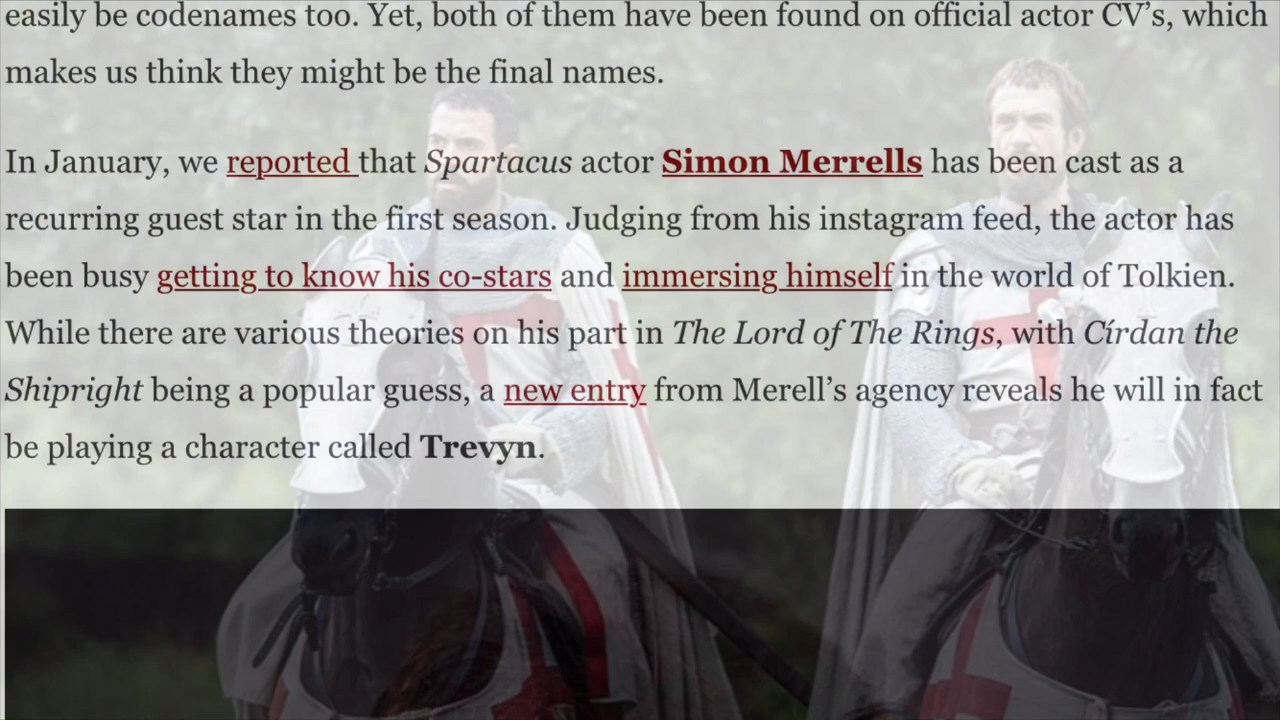 easily be codenames too. Yet, both of them have been found on official actor CV’s, which
makes us think they might be the final names.
In January, we reported that Spartacus actor Simon Merrells has been cast as a
recurring guest star in the first season. Judging from his instagram feed, the actor has
been busy getting to know his co-stars and immersing himself in the world of Tolkien.
While there are various theories on his part in The Lord of The Rings, with Círdan the
Shipright being a popular guess, a new entry from Merell’s agency reveals he will in fact
be playing a character called Trevyn.